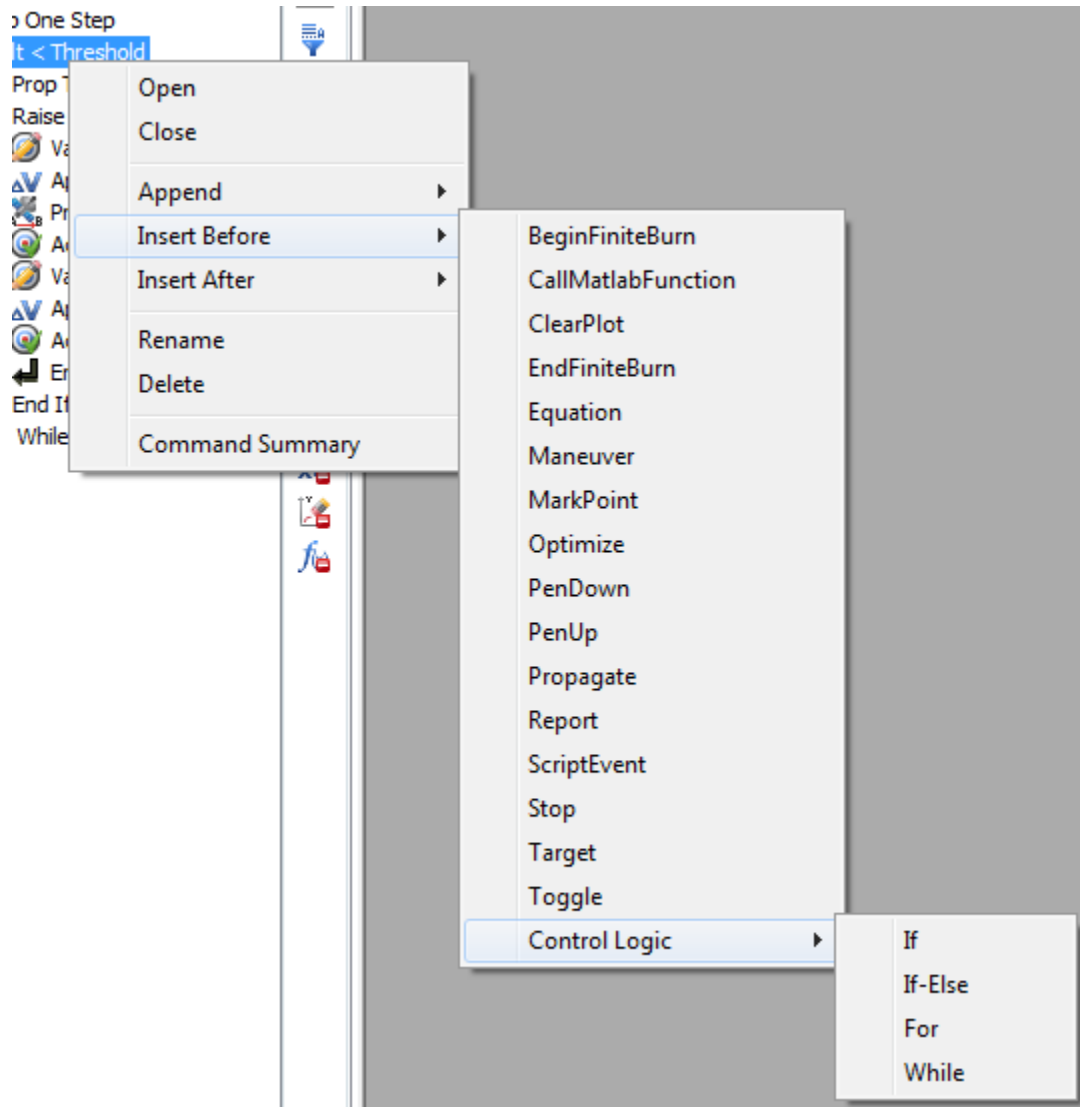 One Step
< Threshold
Prop
Raise
End If
While
Open
Close
Append
Insert Before
Insert After
Rename
Delete
Command Summary
BeginFiniteBurn
CallMatlabFunction
ClearPlot
EndFiniteBurn
Equation
Maneuver
MarkPoint
Optimize
PenDown
PenUp
Propagate
Report
ScriptEvent
Stop
Target
Toggle
Control Logic
If
If-Else
For
While